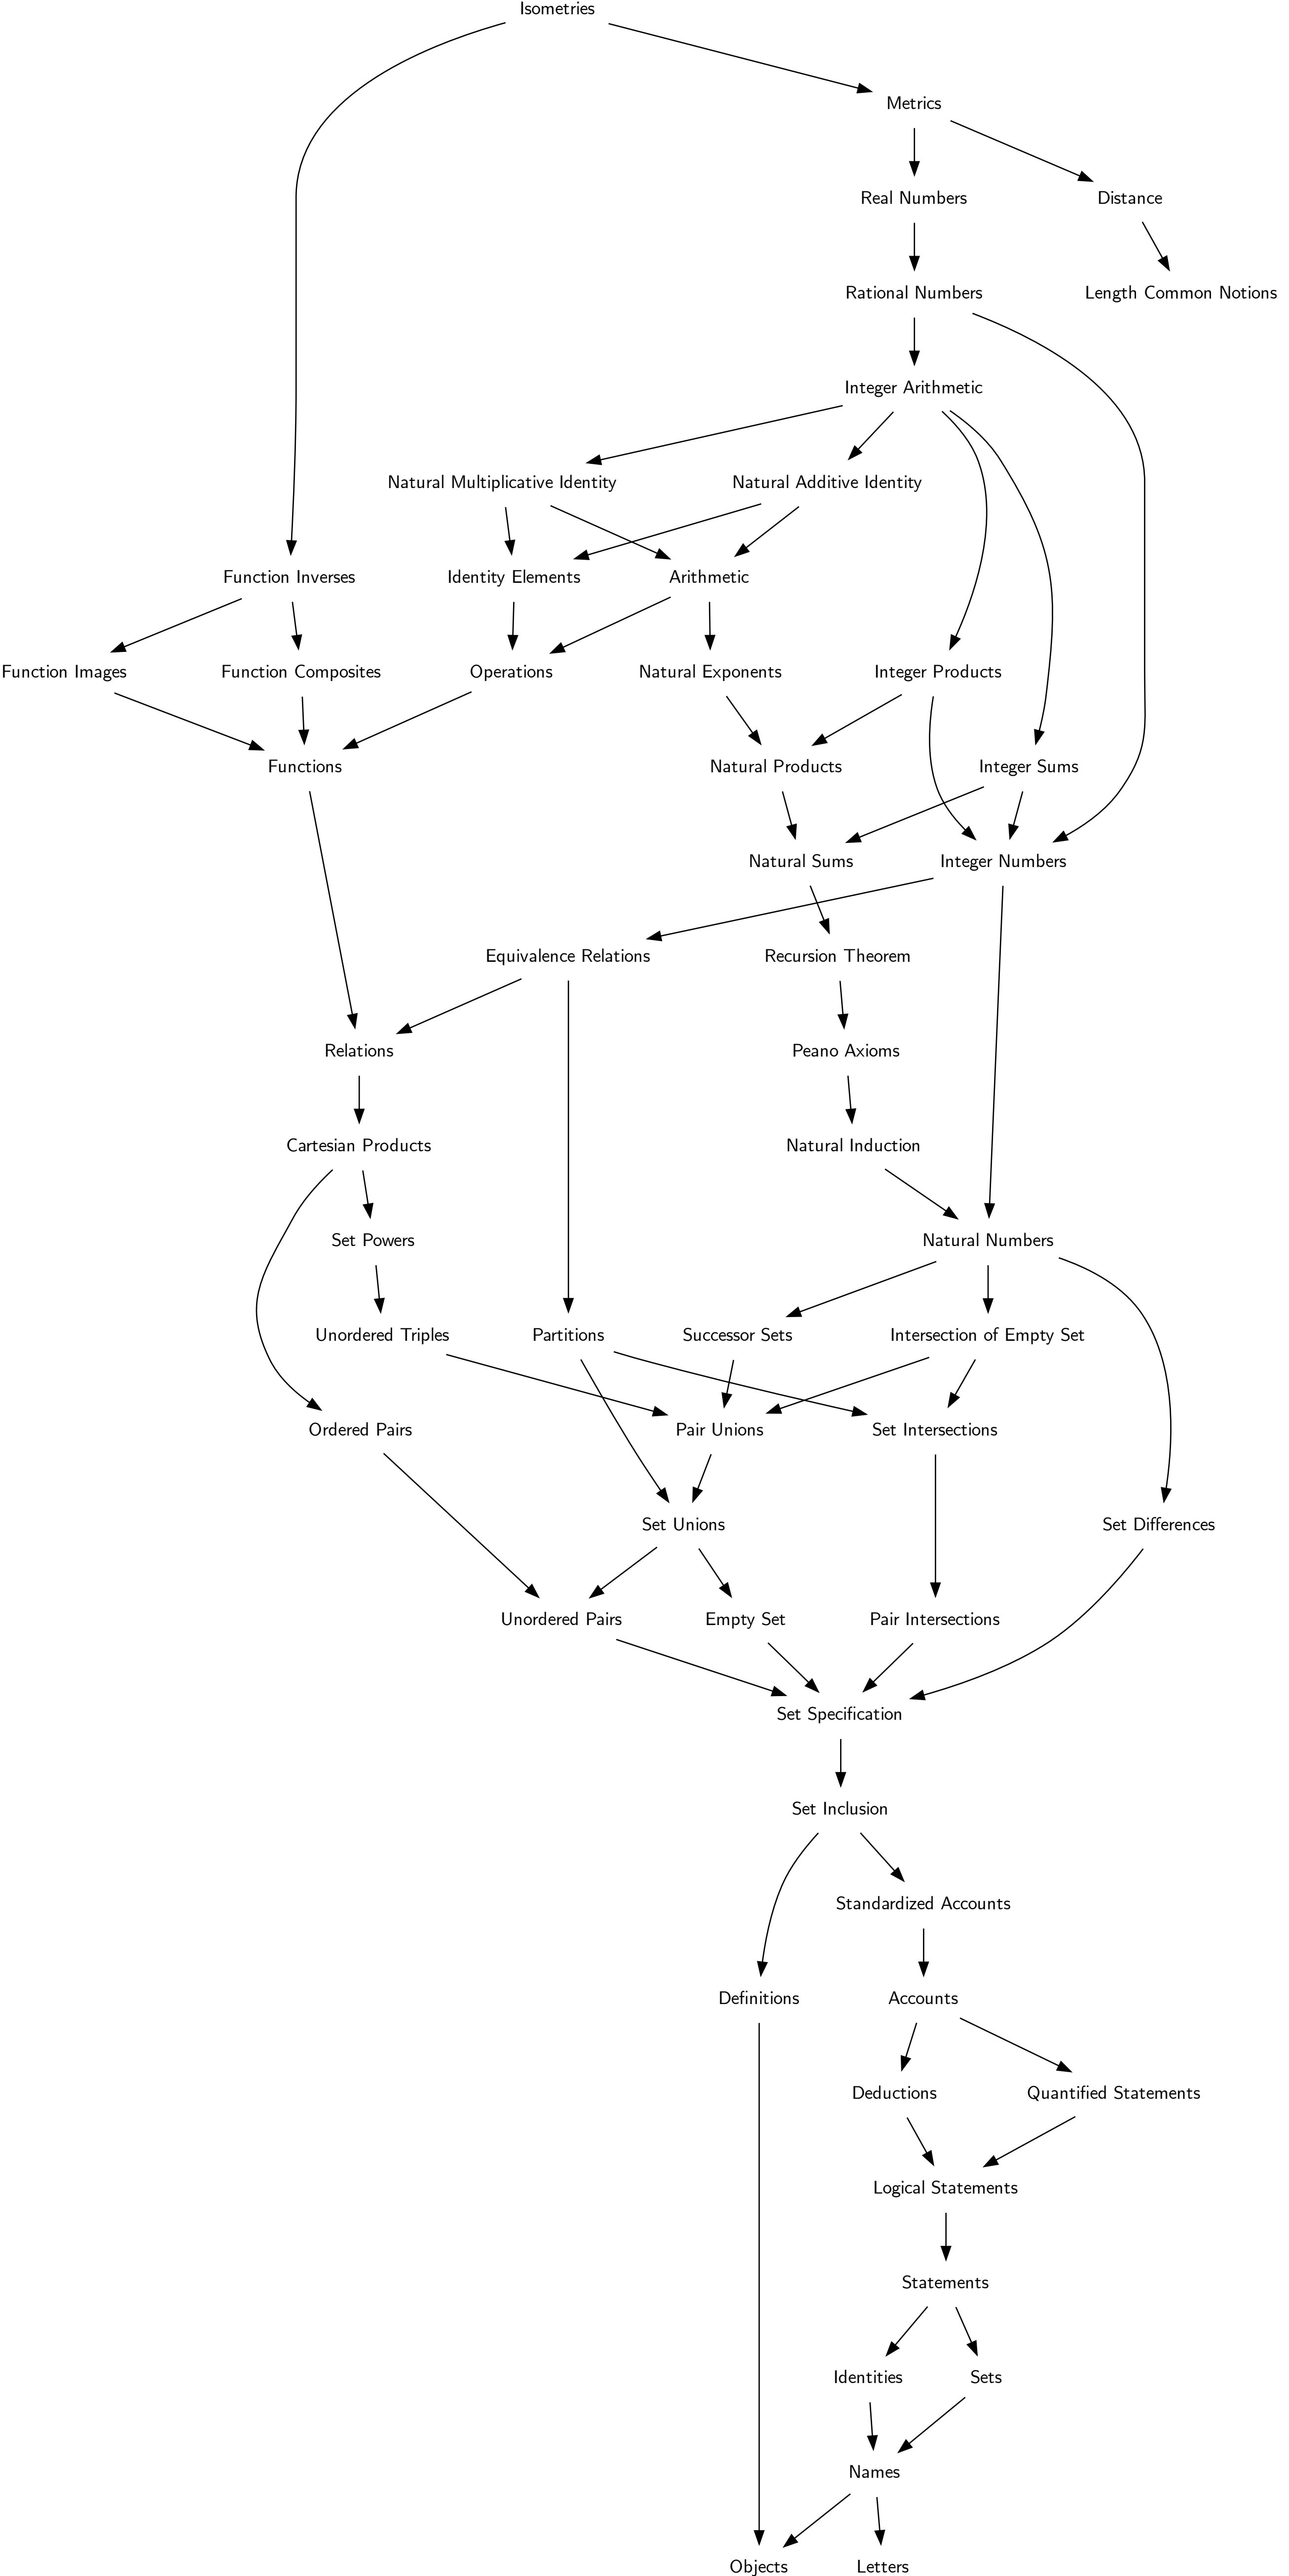 Isometries
Metrics
Real Numbers
Distance
Rational Numbers
Length Common Notions
Integer Arithmetic
Natural Multiplicative Identity
Natural Additive Identity
Function Inverses
Identity Elements
Arithmetic
Function Images
Function Composites
Operations
Natural Exponents
Integer Products
Functions
Natural Products
Integer Sums
Natural Sums
Integer Numbers
Equivalence Relations
Recursion Theorem
Relations
Peano Axioms
Cartesian Products
Natural Induction
Set Powers
Natural Numbers
Unordered Triples
Partitions
Successor Sets
Intersection of Empty Set
Ordered Pairs
Pair Unions
Set Intersections
Set Unions
Set Differences
Unordered Pairs
Empty Set
Pair Intersections
Set Specification
Set Inclusion
Standardized Accounts
Definitions
Accounts
Deductions
Quantified Statements
Logical Statements
Statements
Identities
Sets
Names
Objects
Letters